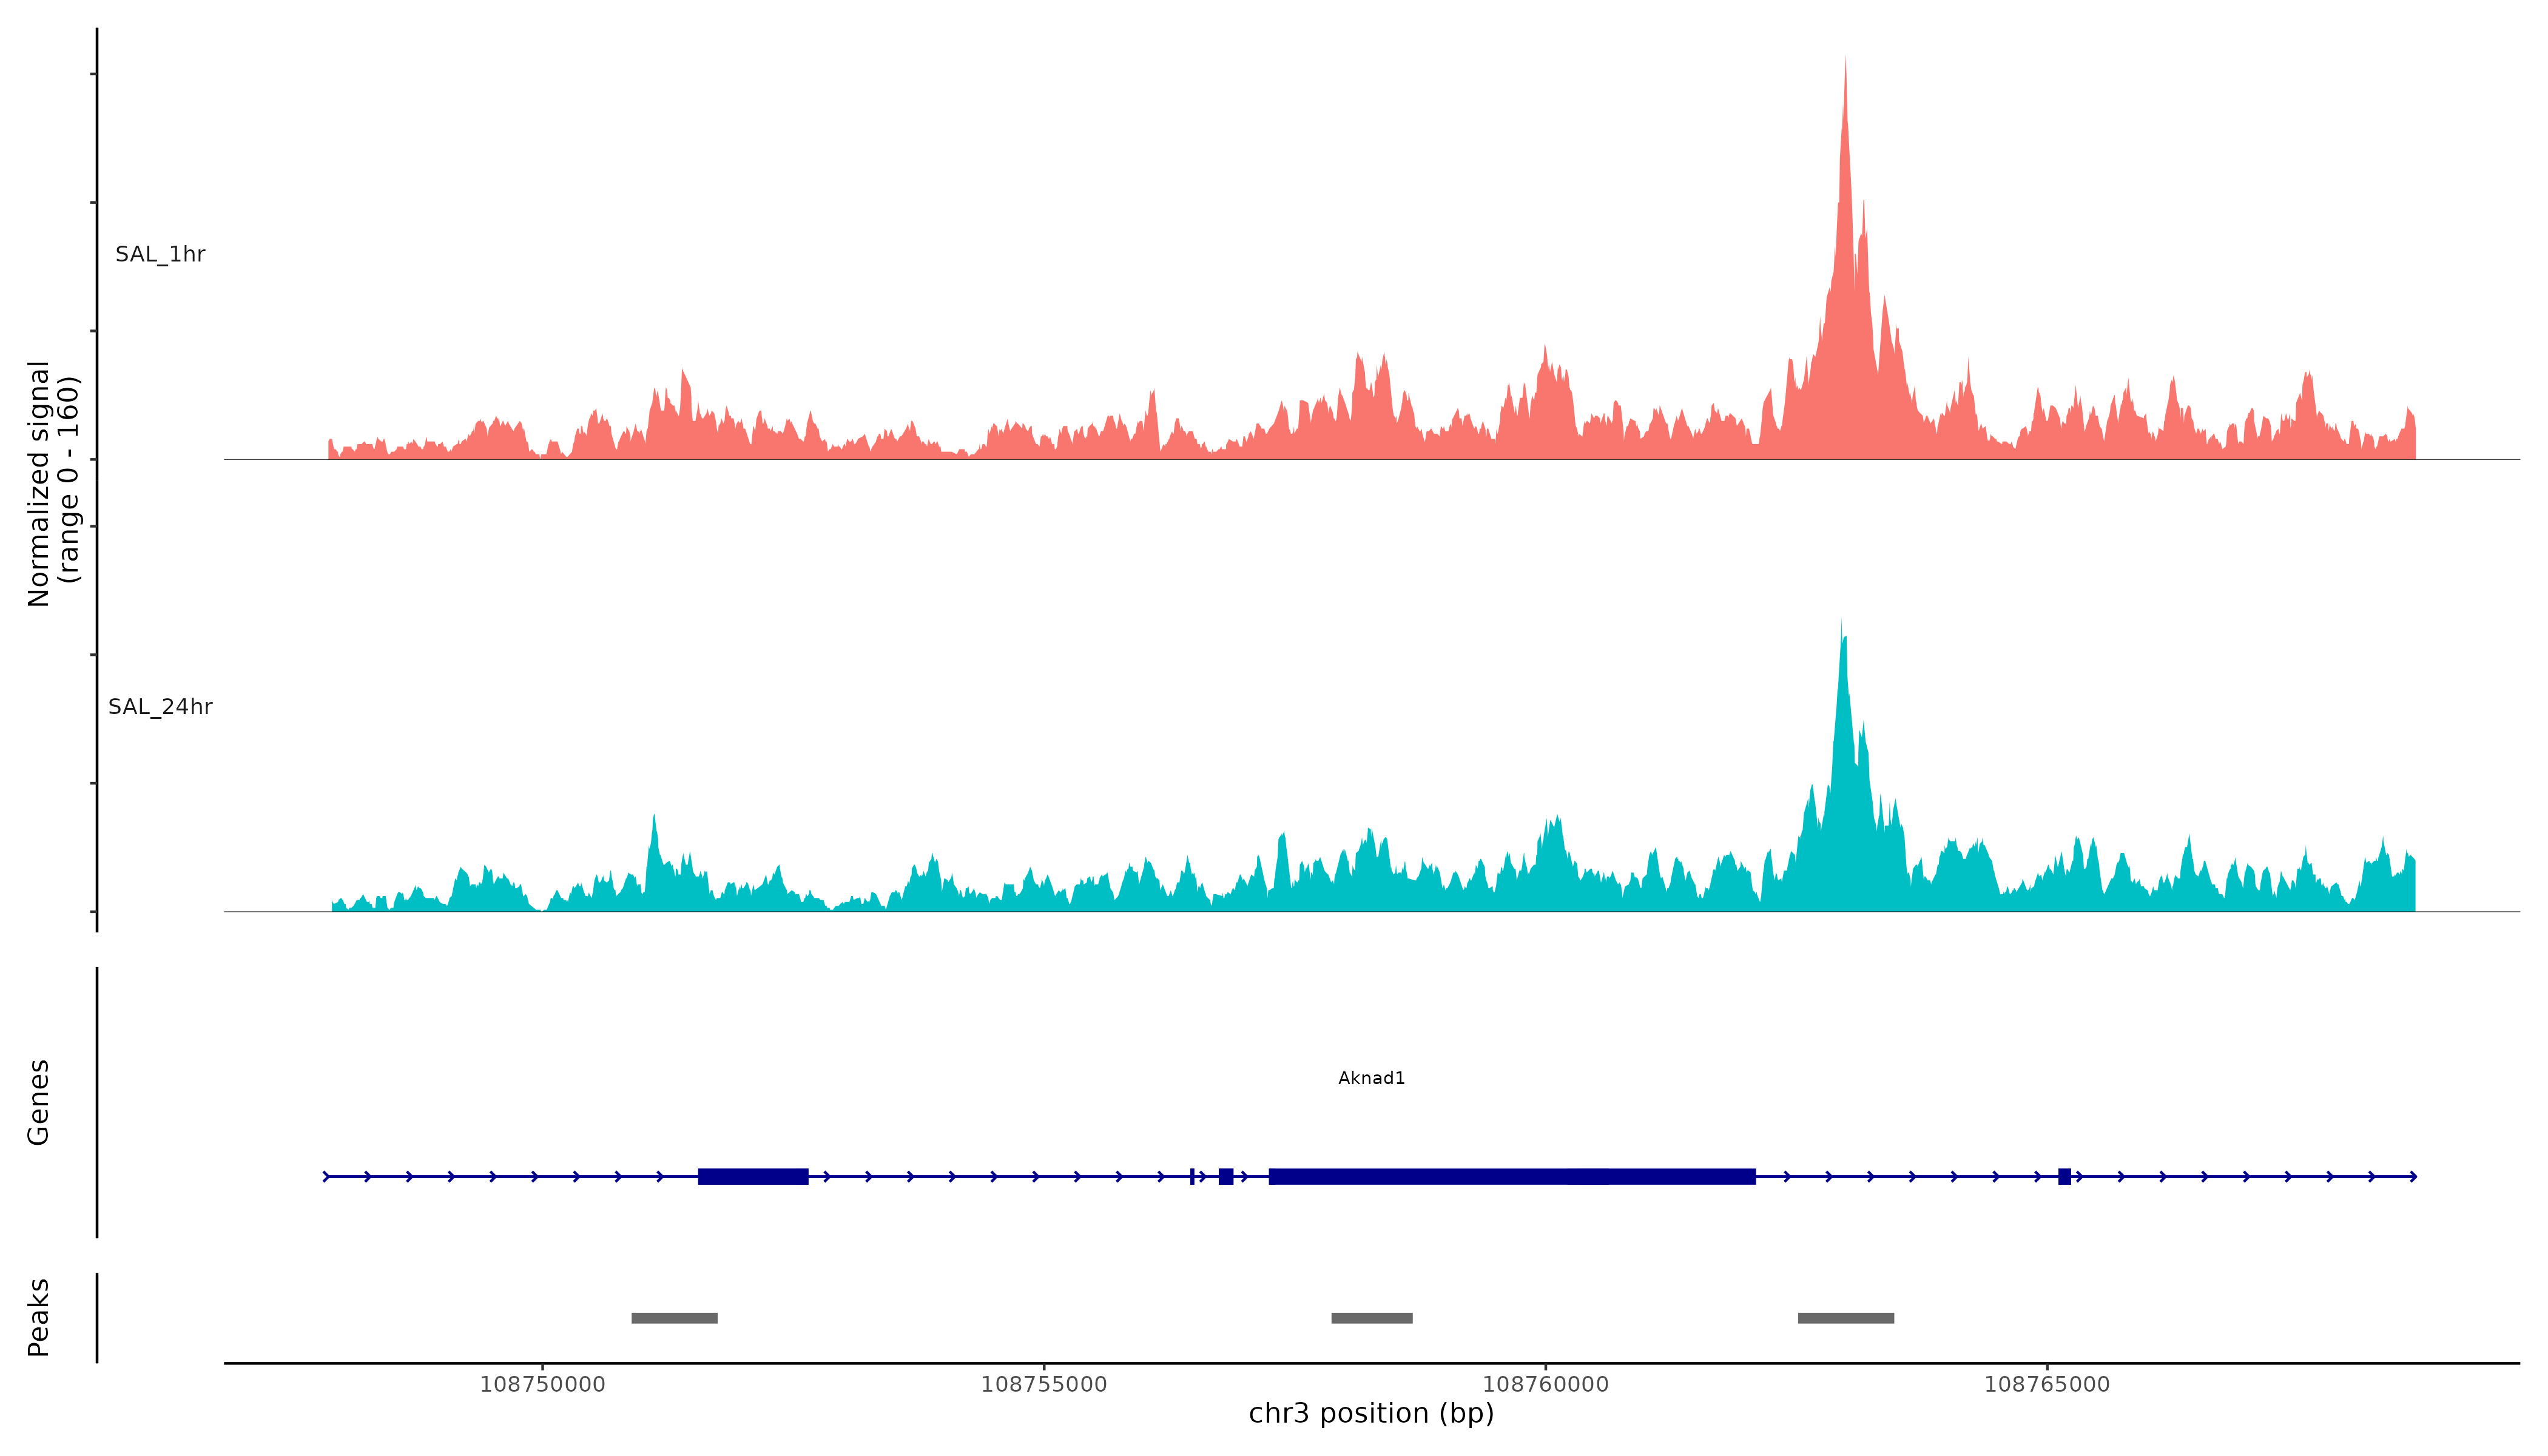 SAL_1hr
Normalized signal
(range 0 - 160)
SAL_24hr
Genes
Aknad1
Peaks
108750000
108755000
108760000
108765000
chr3 position (bp)